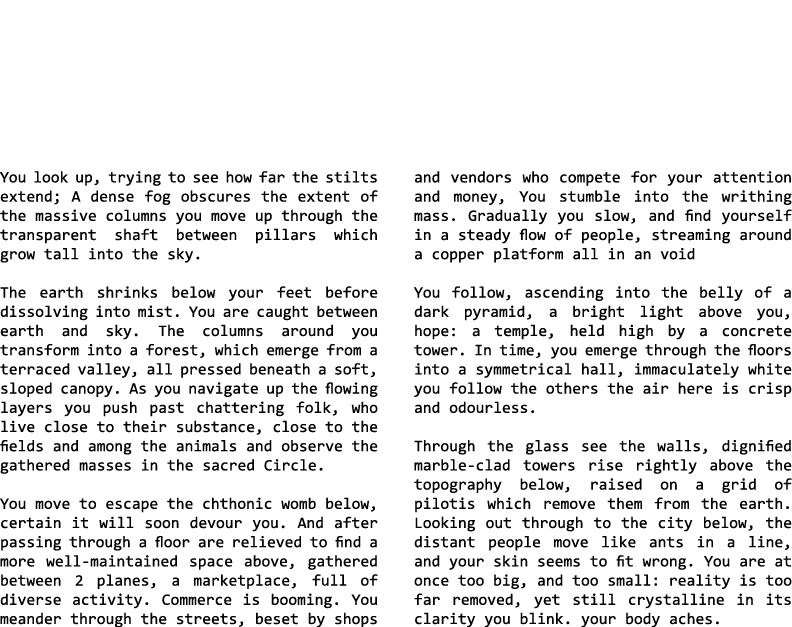 You look up, trying to see how far the stilts
extend; A dense fog obscures the extent of
the massive columns you move up through the
transparent shaft between pillars which
grow tall into the sky.
The earth shrinks below your feet before
dissolving into mist. You are caught between
earth and sky. The columns around you
transform into a forest, which emerge from a
terraced valley, all pressed beneath a soft,
sloped canopy. As you navigate up the flowing
layers you push past chattering folk, who
live close to their substance, close to the
fields and among the animals and observe the
gathered masses in the sacred Circle.
You move to escape the chthonic womb below,
certain it will soon devour you. And after
passing through a floor are relieved to find a
more well-maintained space above, gathered
between 2 planes, a marketplace, full of
diverse activity. Commerce is booming. You
meander through the streets, beset by shops
and vendors who compete for your attention
and money, You stumble into the writhing
mass. Gradually you slow, and find yourself
in a steady flow of people, streaming around
a copper platform all in an void
You follow, ascending into the belly of a
dark pyramid, a bright light above you,
hope: a temple, held high by a concrete
tower. In time, you emerge through the floors
into a symmetrical hall, immaculately white
you follow the others the air here is crisp
and odourless.
Through the glass see the walls, dignified
marble-clad towers rise rightly above the
topography below, raised on a grid of
pilotis which remove them from the earth.
Looking out through to the city below, the
distant people move like ants in a line,
and your skin seems to fit wrong. You are at
once too big, and too small: reality is too
far removed, yet still crystalline in its
clarity you blink. your body aches.